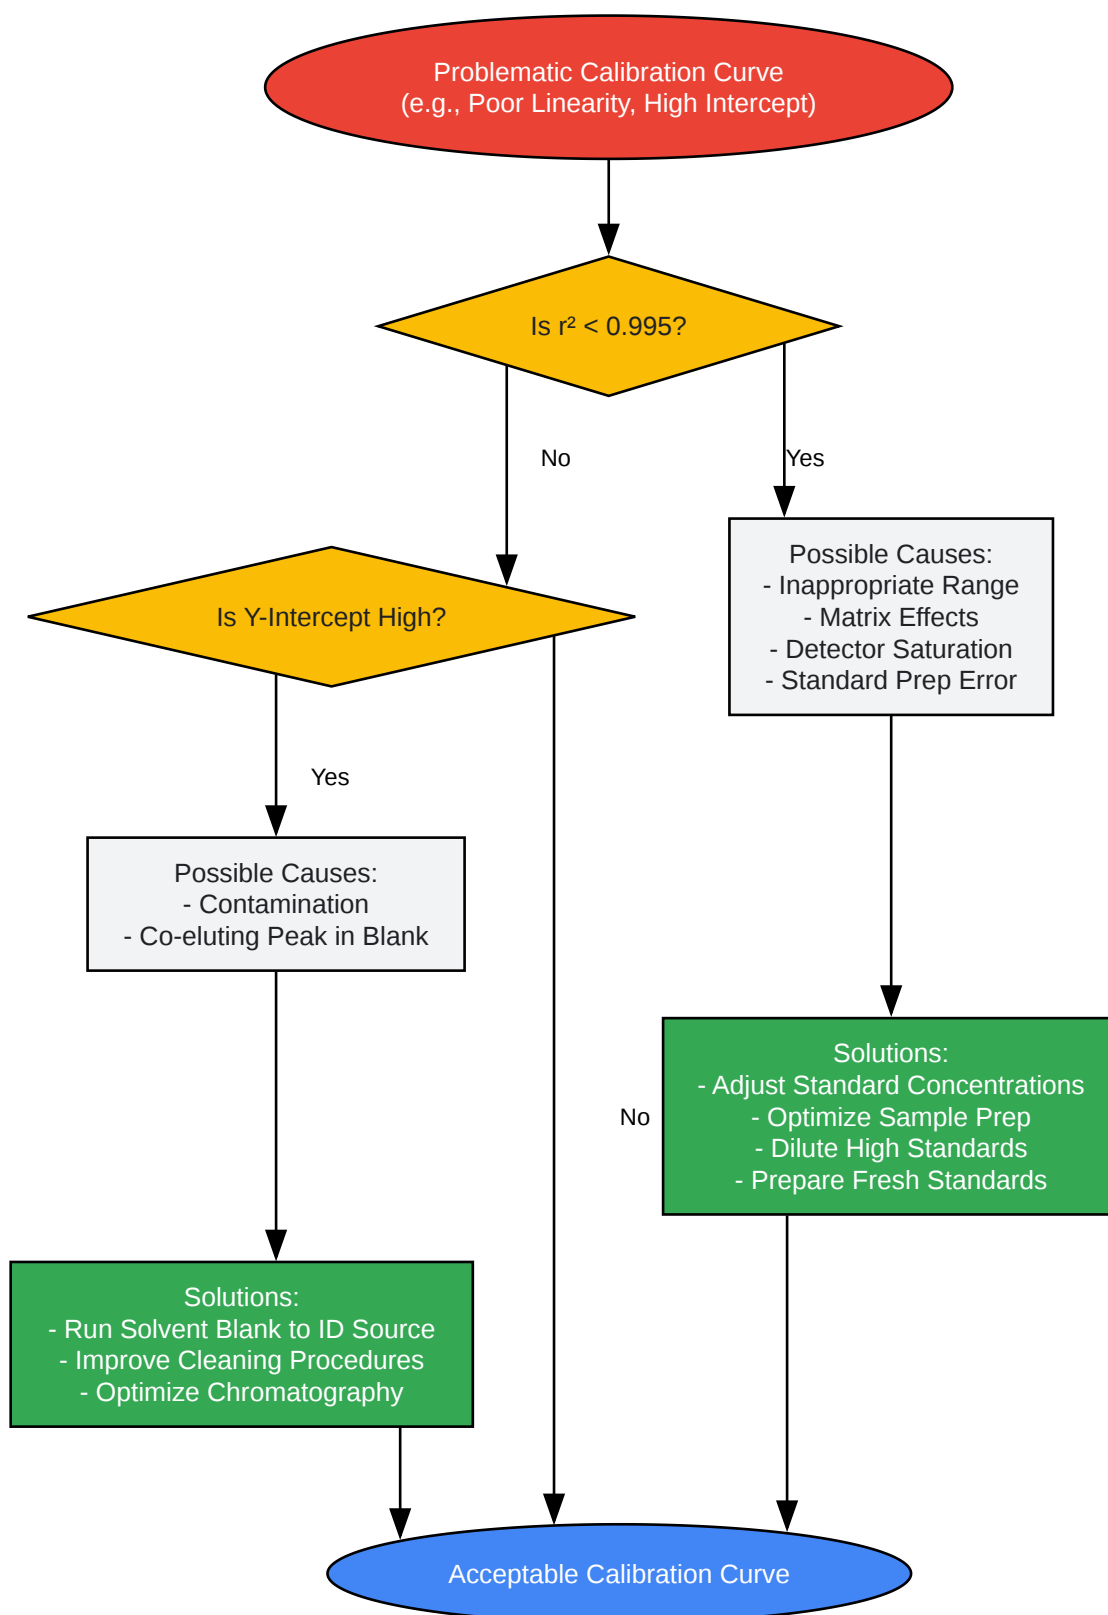 Problematic Calibration Curve
(e.g., Poor Linearity, High Intercept)
Is r² < 0.995?
No
Yes
Possible Causes:
- Inappropriate Range
- Matrix Effects
- Detector Saturation
- Standard Prep Error
Is Y-Intercept High?
Yes
Possible Causes:
- Contamination
- Co-eluting Peak in Blank
No
Solutions:
- Adjust Standard Concentrations
- Optimize Sample Prep
- Dilute High Standards
- Prepare Fresh Standards
Solutions:
- Run Solvent Blank to ID Source
- Improve Cleaning Procedures
- Optimize Chromatography
Acceptable Calibration Curve